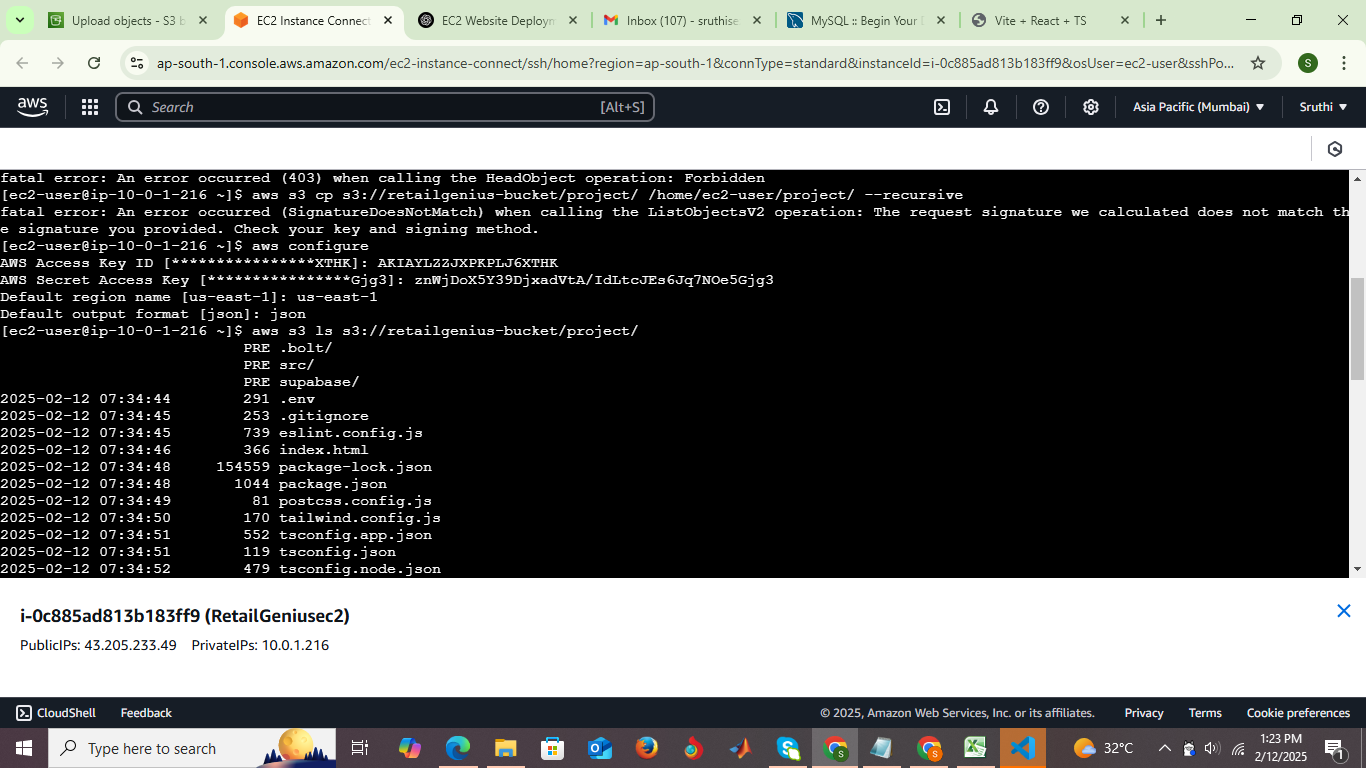 Upload objects - S3 b
EC2 Instance Connect
EC2 Website Deploym
Inbox (107) - sruthise
MySQL :: Begin Your D
Vite + React + TS
ap-south-1.console.aws.amazon.com/ec2-instance-connect/ssh/home?region=ap-south-1&connType=standard&instanceId=i-0c885ad813b183ff9&osUser=ec2-user&sshPo...
S
aws
Search
[Alt+S]
Asia Pacific (Mumbai)
Sruthi
fatal error: An error occurred (403) when calling the HeadObject operation: Forbidden
[ec2-user@ip-10-0-1-216 ~]$ aws s3 cp s3://retailgenius-bucket/project/ /home/ec2-user/project/ --recursive
fatal error: An error occurred (SignatureDoesNotMatch) when calling the ListObjectsV2 operation: The request signature we calculated does not match th
e signature you provided. Check your key and signing method.
[ec2-user@ip-10-0-1-216 ~]$ aws configure
AWS Access Key ID [****************XTHK]: AKIAYLZZJXPKPLJ6XTHK
AWS Secret Access Key [****************Gjg3]: znWjDoX5Y39DjxadVtA/IdLtcJEs6Jq7NOe5Gjg3
Default region name [us-east-1]: us-east-1
Default output format [json]: json
[ec2-user@ip-10-0-1-216 ~]$ aws s3 ls s3://retailgenius-bucket/project/
PRE .bolt/
PRE src/
PRE supabase/
2025-02-12 07:34:44 291 .env
2025-02-12 07:34:45 253 .gitignore
2025-02-12 07:34:45 739 eslint.config.js
2025-02-12 07:34:46 366 index.html
2025-02-12 07:34:48 154559 package-lock.json
2025-02-12 07:34:48 1044 package.json
2025-02-12 07:34:49 81 postcss.config.js
2025-02-12 07:34:50 170 tailwind.config.js
2025-02-12 07:34:51 552 tsconfig.app.json
2025-02-12 07:34:51 119 tsconfig.json
2025-02-12 07:34:52 479 tsconfig.node.json
i-0c885ad813b183ff9 (RetailGeniusec2)
PublicIPs: 43.205.233.49 PrivateIPs: 10.0.1.216
CloudShell
Feedback
© 2025, Amazon Web Services, Inc. or its affiliates.
Privacy
Terms
Cookie preferences
Type here to search
32°C
1:23 PM
2/12/2025
1